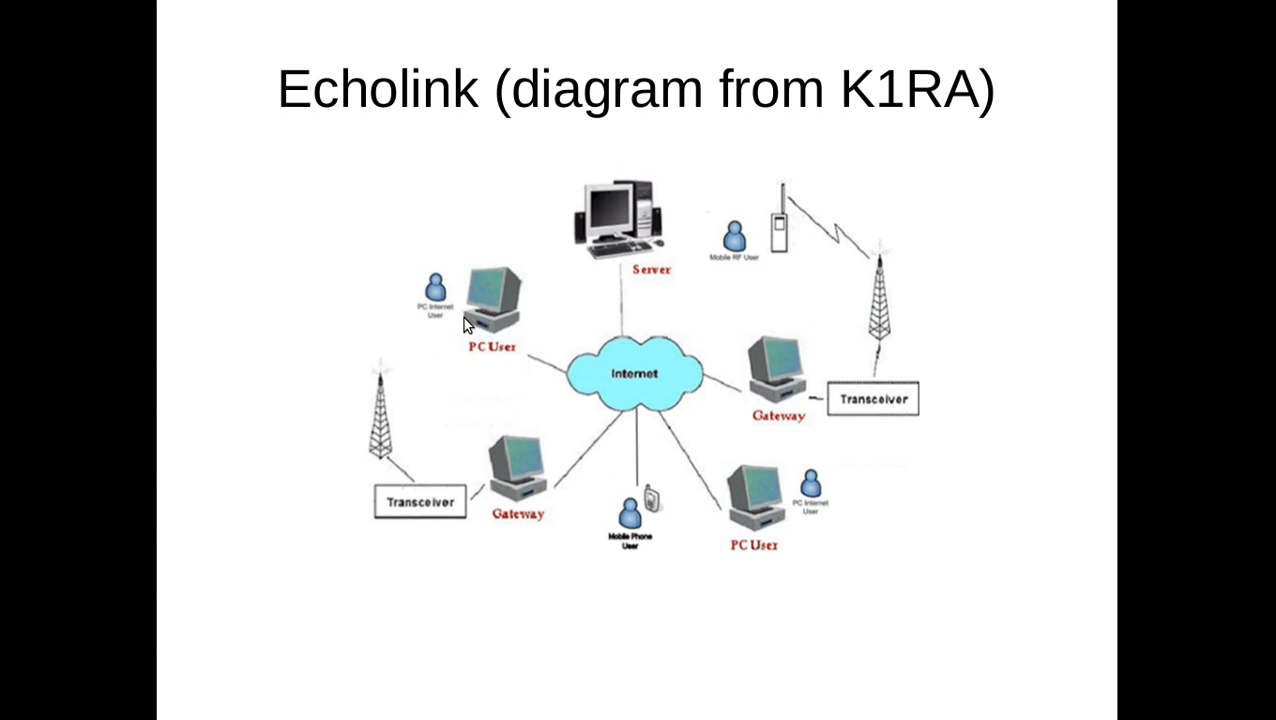 Echolink (diagram from K1RA)
Server
Mobile RF User
PC Internet
User
PC User
Internet
Gateway
Transceiver
Transceiver
Gateway
Mobile Phone
User
PC Internet
User
PC User